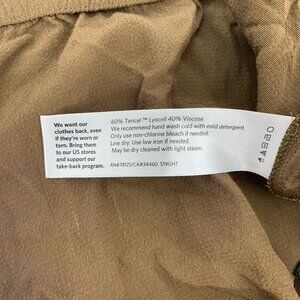 We want our
clothes back, even
if they're worn or
torn. Bring them
to our US stores
and support our
take-back program.
60% Tencel™ Lyocell 40% Viscose
We recommend hand wash cold with mild detergent.
Only use non-chlorine bleach if needed.
Line dry. Use low iron if needed.
May be dry cleaned with light steam.
RN#78121/CA#34460 S19GHT